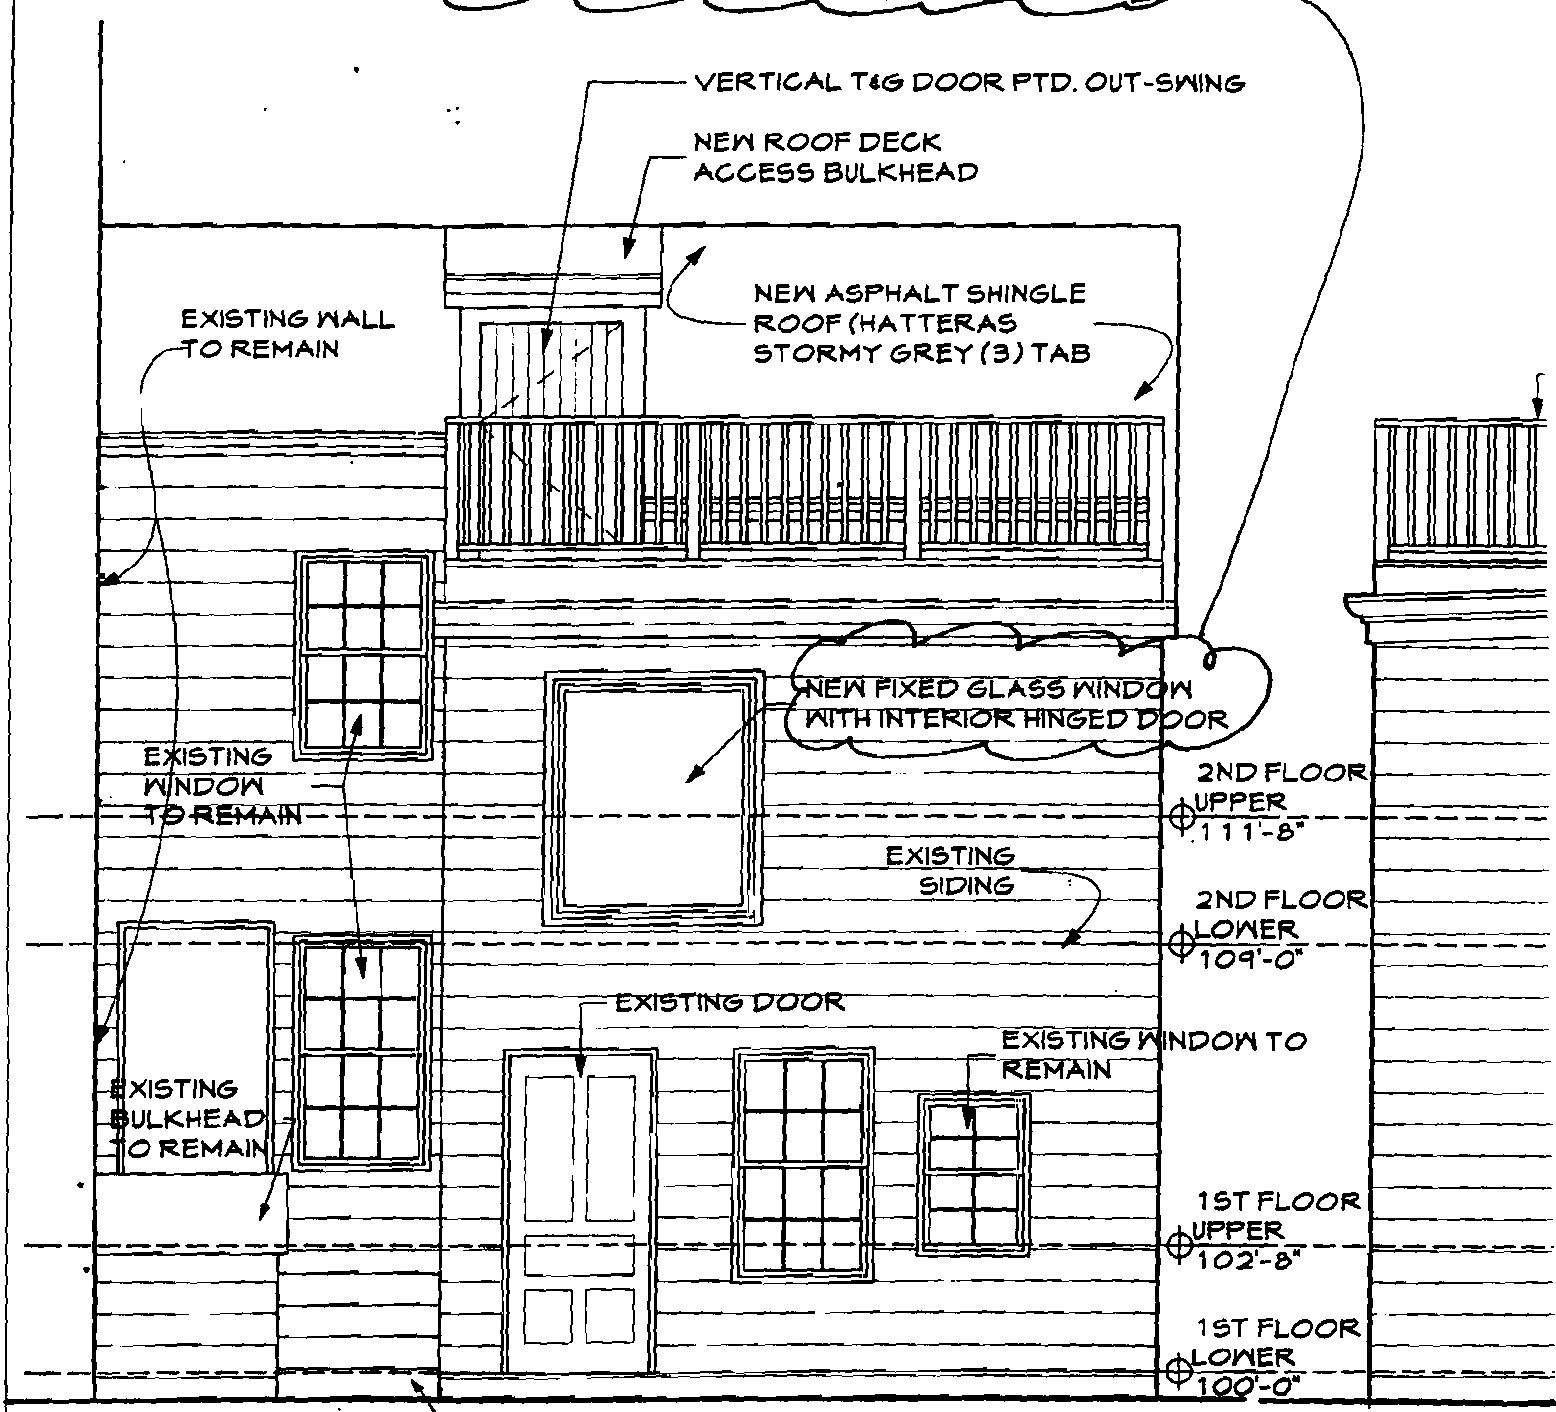 VERTICAL T&G DOOR PTD. OUT-SWING
NEW ROOF DECK
ACCESS BULKHEAD
NEW ASPHALT SHINGLE
ROOF (HATTERAS
STORMY GREY (3) TAB
EXISTING WALL
TO REMAIN
NEW FIXED GLASS WINDOW
WITH INTERIOR HINGED DOOR
EXISTING
WINDOW
TO REMAIN
2ND FLOOR
UPPER
111'-8"
EXISTING
SIDING
2ND FLOOR
LOWER
109'-0"
EXISTING DOOR
EXISTING WINDOW TO
REMAIN
EXISTING
BULKHEAD
TO REMAIN
1ST FLOOR
UPPER
102'-8"
1ST FLOOR
LOWER
100'-0"